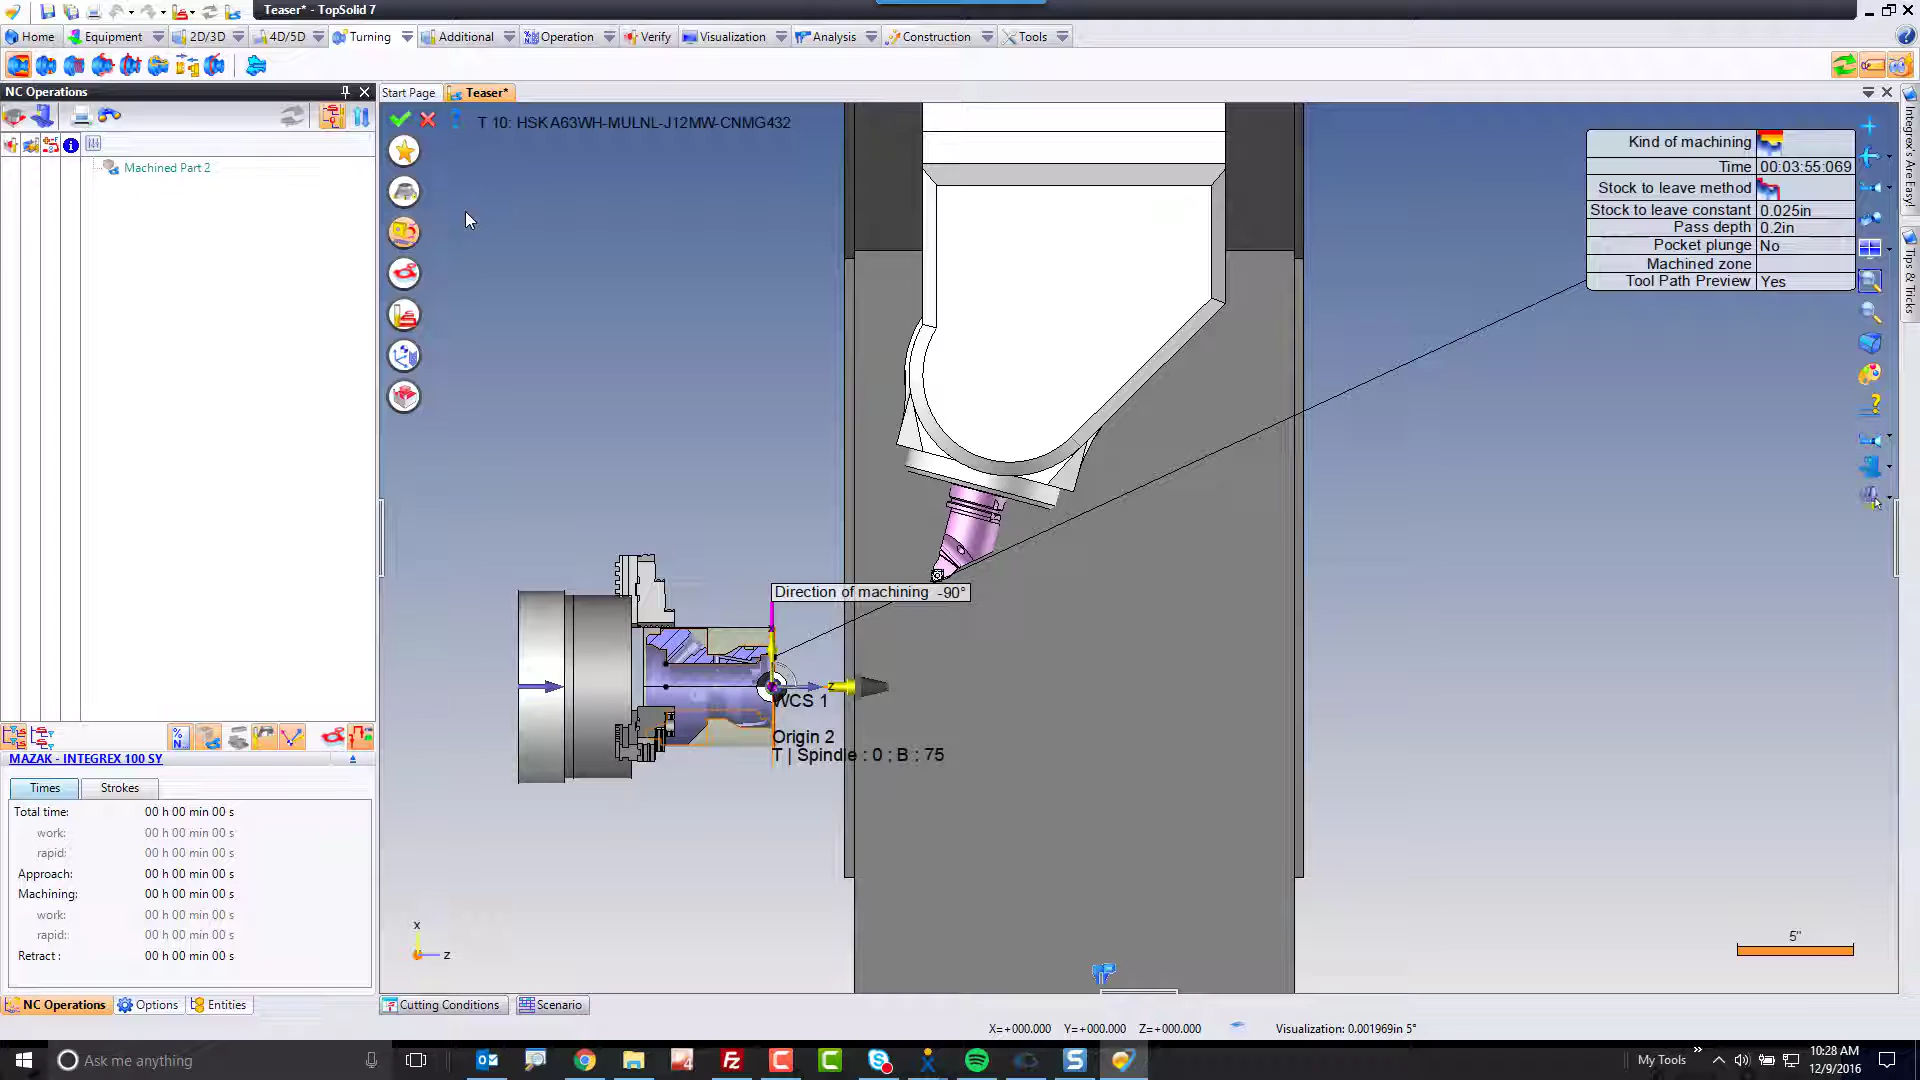 Teaser* - TopSolid 7
Home
Equipment
2D/3D
4D/5D
Turning
Additional
Operation
Verify
Visualization
Analysis
Construction
Tools
NC Operations
Start Page
Teaser*
T 10: HSKA63WH-MULNL-J12MW-CNMG432
Machined Part 2
Kind of machining
Time 00:03:55:069
Stock to leave method
Stock to leave constant 0.025in
Pass depth 0.2in
Pocket plunge No
Machined zone
Tool Path Preview Yes
Integrex's Are Easy!
Tips & Tricks
Direction of machining -90°
Z
WCS 1
Origin 2
T | Spindle : 0 ; B : 75
MAZAK - INTEGREX 100 SY
Times
Strokes
Total time: 00 h 00 min 00 s
work: 00 h 00 min 00 s
rapid: 00 h 00 min 00 s
Approach: 00 h 00 min 00 s
Machining: 00 h 00 min 00 s
work: 00 h 00 min 00 s
rapid: 00 h 00 min 00 s
Retract : 00 h 00 min 00 s
x
z
5"
NC Operations
Options
Entities
Cutting Conditions
Scenario
X=+000.000 Y=+000.000 Z=+000.000
Visualization: 0.001969in 5°
Ask me anything
My Tools
10:28 AM
12/9/2016